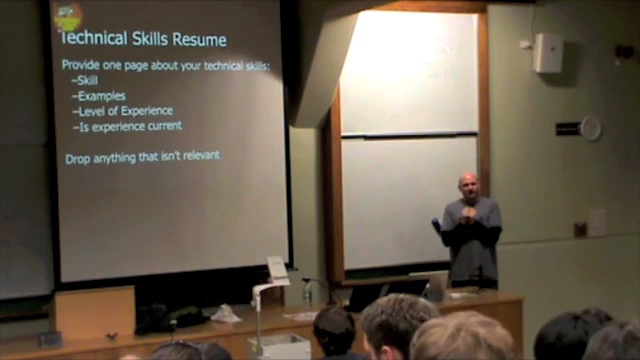 Technical Skills Resume
Provide one page about your technical skills:
–Skill
–Examples
–Level of Experience
–Is experience current
Drop anything that isn't relevant